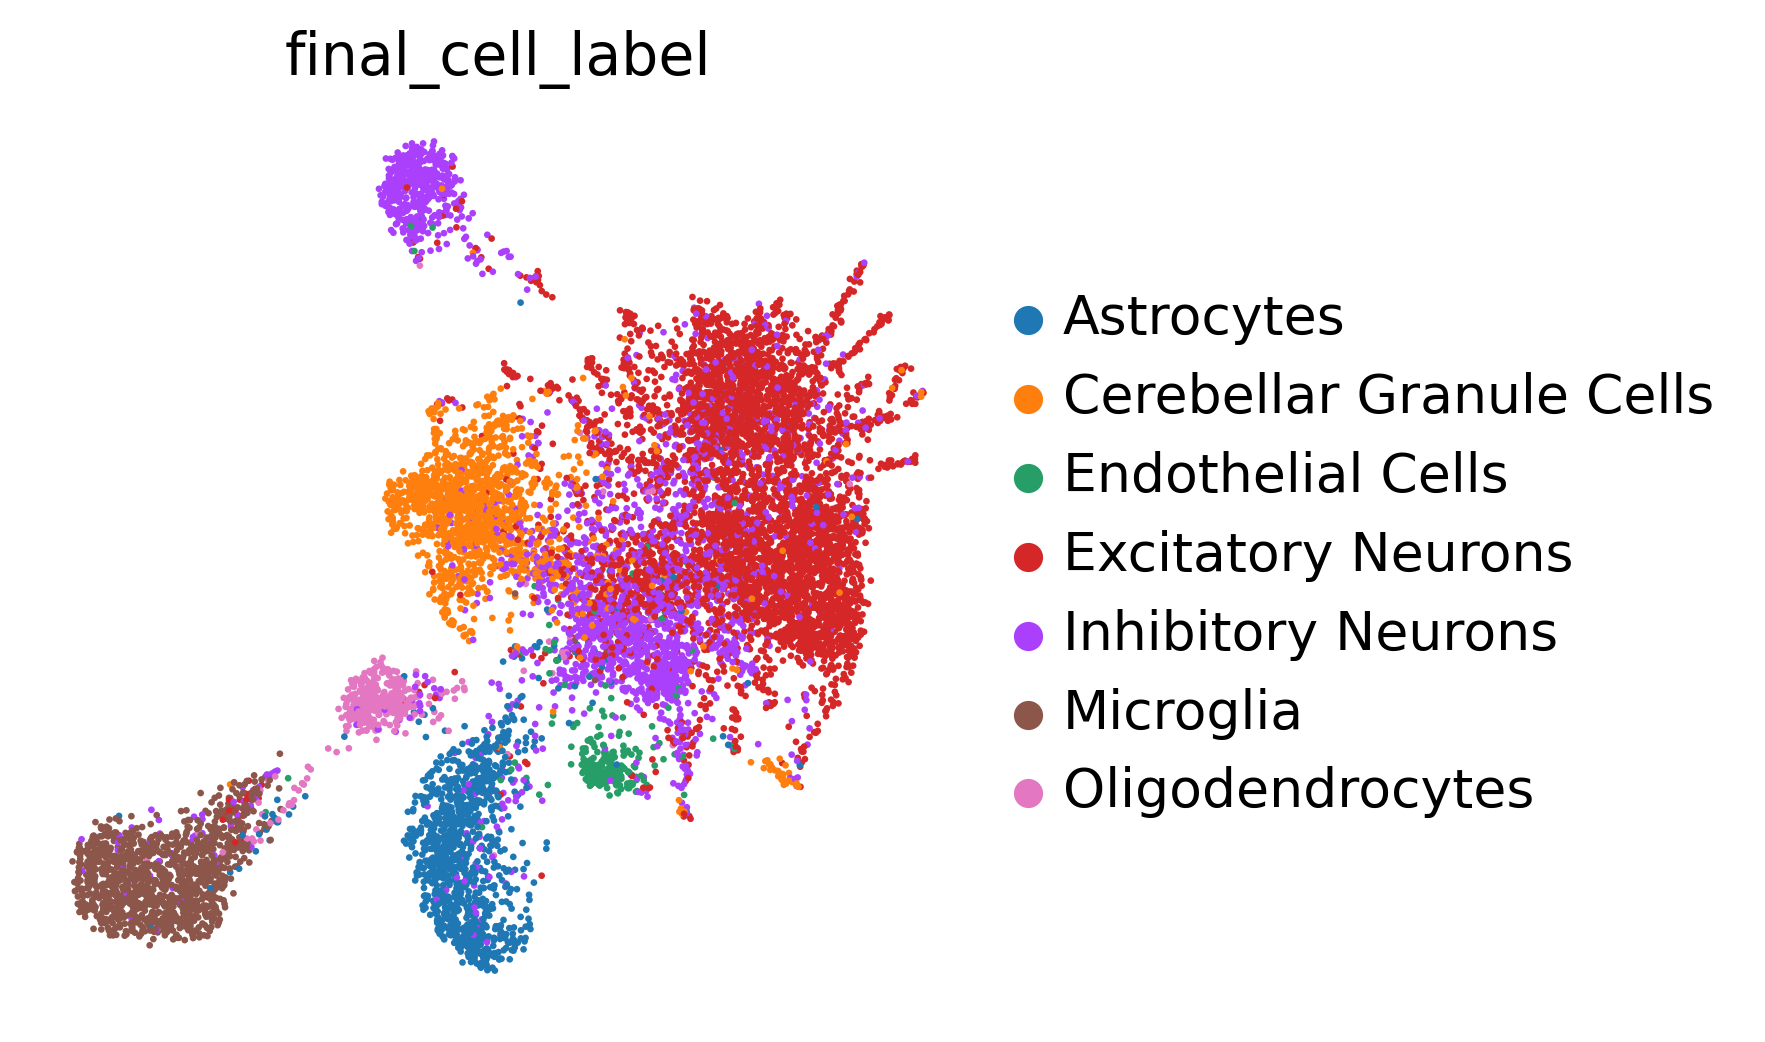 final_cell_label
Astrocytes
Cerebellar Granule Cells
Endothelial Cells
Excitatory Neurons
Inhibitory Neurons
Microglia
Oligodendrocytes